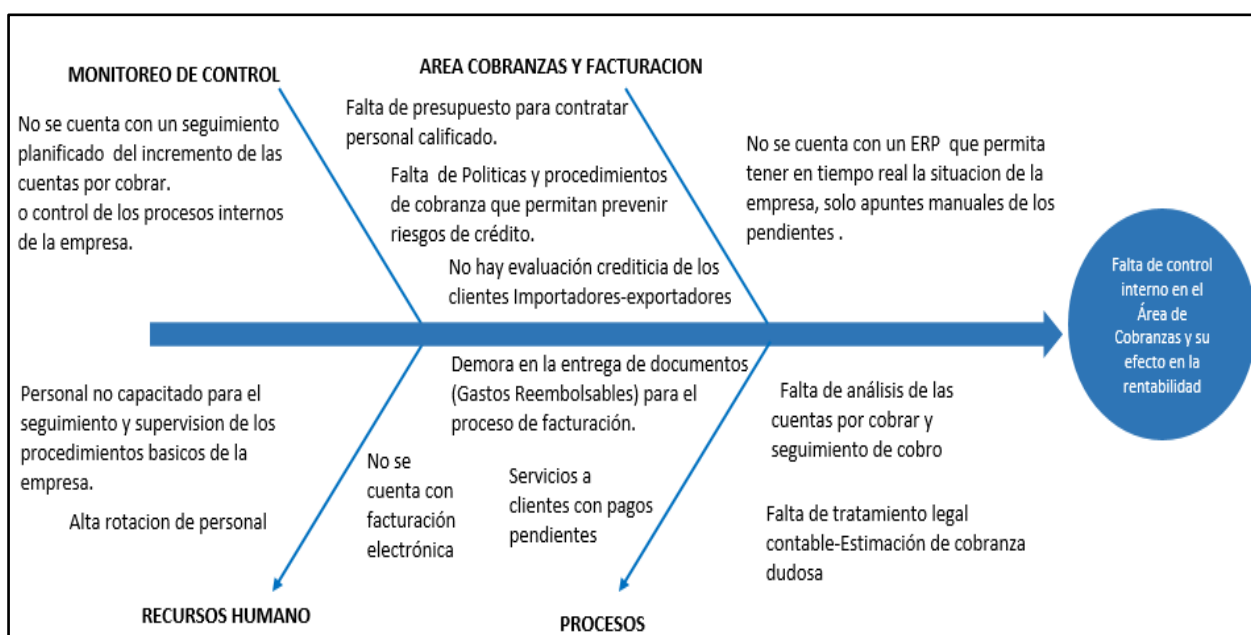 MONITOREO DE CONTROL
No se cuenta con un seguimiento
planificado del incremento de las
cuentas por cobrar.
o control de los procesos internos
de la empresa.
AREA COBRANZAS Y FACTURACION
Falta de presupuesto para contratar
personal calificado.
Falta de Politicas y procedimientos
de cobranza que permitan prevenir
riesgos de crédito.
No hay evaluación crediticia de los
clientes Importadores-exportadores
No se cuenta con un ERP que permita
tener en tiempo real la situacion de la
empresa, solo apuntes manuales de los
pendientes .
Falta de control
interno en el
Área de
Cobranzas y su
efecto en la
rentabilidad
Personal no capacitado para el
seguimiento y supervision de los
procedimientos basicos de la
empresa.
Alta rotacion de personal
RECURSOS HUMANO
Demora en la entrega de documentos
(Gastos Reembolsables) para el
proceso de facturación.
No se
cuenta con
facturación
electrónica
Servicios a
clientes con pagos
pendientes
PROCESOS
Falta de análisis de las
cuentas por cobrar y
seguimiento de cobro
Falta de tratamiento legal
contable-Estimación de cobranza
dudosa